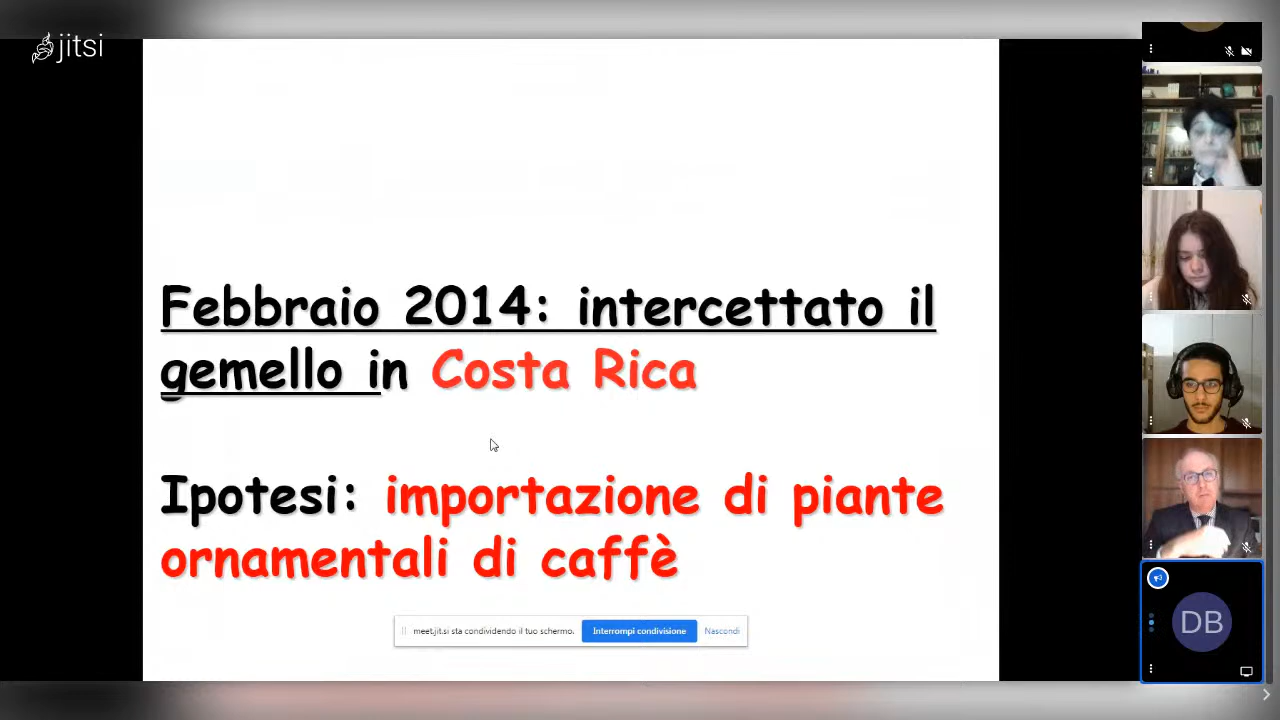 jitsi
Febbraio 2014: intercettato il
gemello in Costa Rica
Ipotesi: importazione di piante
ornamentali di caffè
meet.jit.si sta condividendo il tuo schermo.
Interrompi condivisione
Nascondi
DB